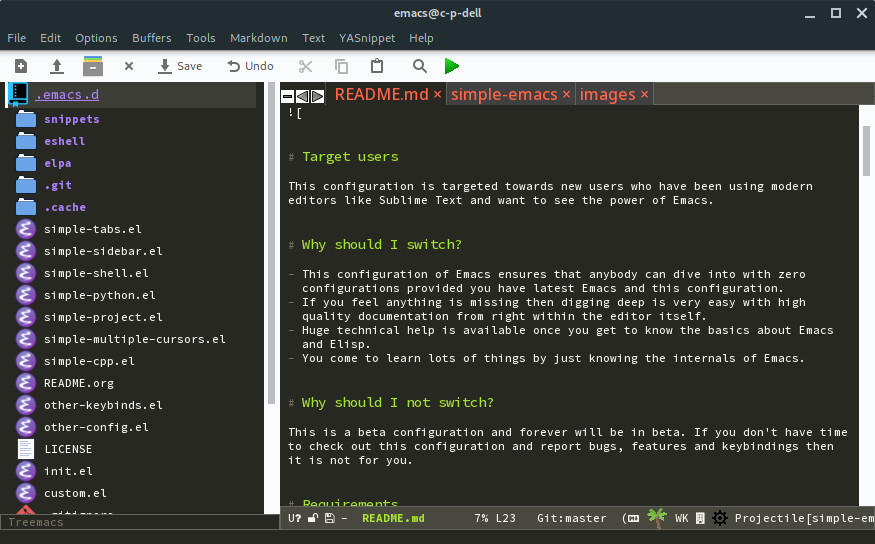 emacs@c-p-dell
File Edit Options Buffers Tools Markdown Text YASnippet Help
Save Undo
.emacs.d
snippets
eshell
elpa
.git
.cache
simple-tabs.el
simple-sidebar.el
simple-shell.el
simple-python.el
simple-project.el
simple-multiple-cursors.el
simple-cpp.el
README.org
other-keybinds.el
other-config.el
LICENSE
init.el
custom.el
.gitignore
Treemacs
README.md × simple-emacs × images ×
![
# Target users
This configuration is targeted towards new users who have been using modern
editors like Sublime Text and want to see the power of Emacs.
# Why should I switch?
- This configuration of Emacs ensures that anybody can dive into with zero
configurations provided you have latest Emacs and this configuration.
- If you feel anything is missing then digging deep is very easy with high
quality documentation from right within the editor itself.
- Huge technical help is available once you get to know the basics about Emacs
and Elisp.
- You come to learn lots of things by just knowing the internals of Emacs.
# Why should I not switch?
This is a beta configuration and forever will be in beta. If you don't have time
to check out this configuration and report bugs, features and keybindings then
it is not for you.
# Requirements
U? - README.md 7% L23 Git:master ( WK Projectile[simple-em